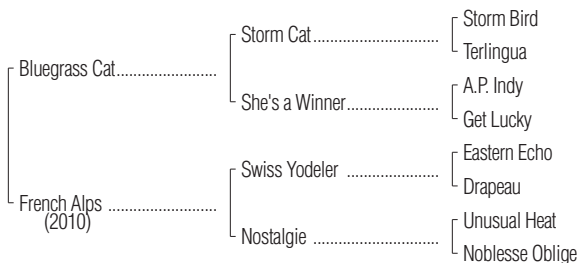 Storm Bird
Storm Cat
Terlingua
Bluegrass Cat
A.P. Indy
She's a Winner
Get Lucky
Eastern Echo
Swiss Yodeler
Drapeau
French Alps
(2010)
Unusual Heat
Nostalgie
Noblesse Oblige